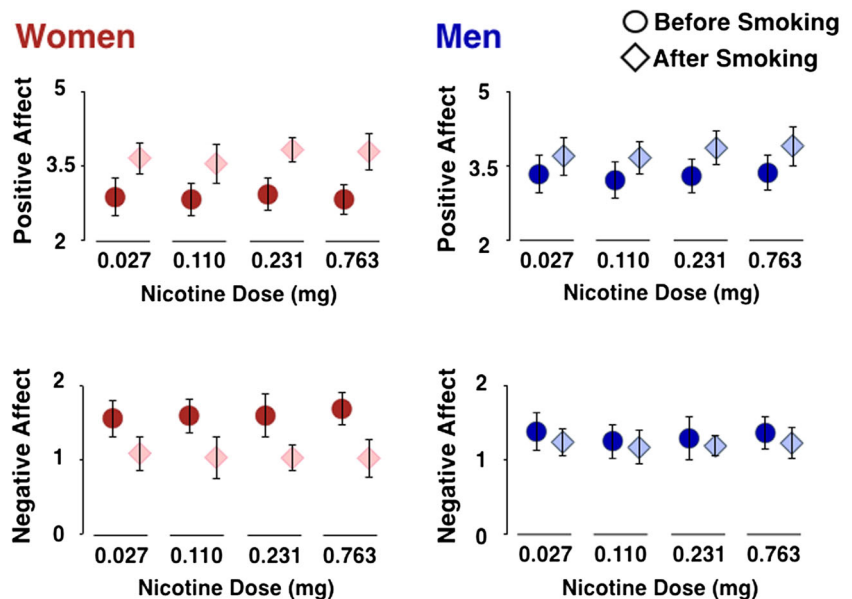 Women
Men
Before Smoking
After Smoking
Positive Affect
5
3.5
2
0.027 0.110 0.231 0.763
Nicotine Dose (mg)
Positive Affect
5
3.5
2
0.027 0.110 0.231 0.763
Nicotine Dose (mg)
Negative Affect
2
1
0
0.027 0.110 0.231 0.763
Nicotine Dose (mg)
Negative Affect
2
1
0
0.027 0.110 0.231 0.763
Nicotine Dose (mg)